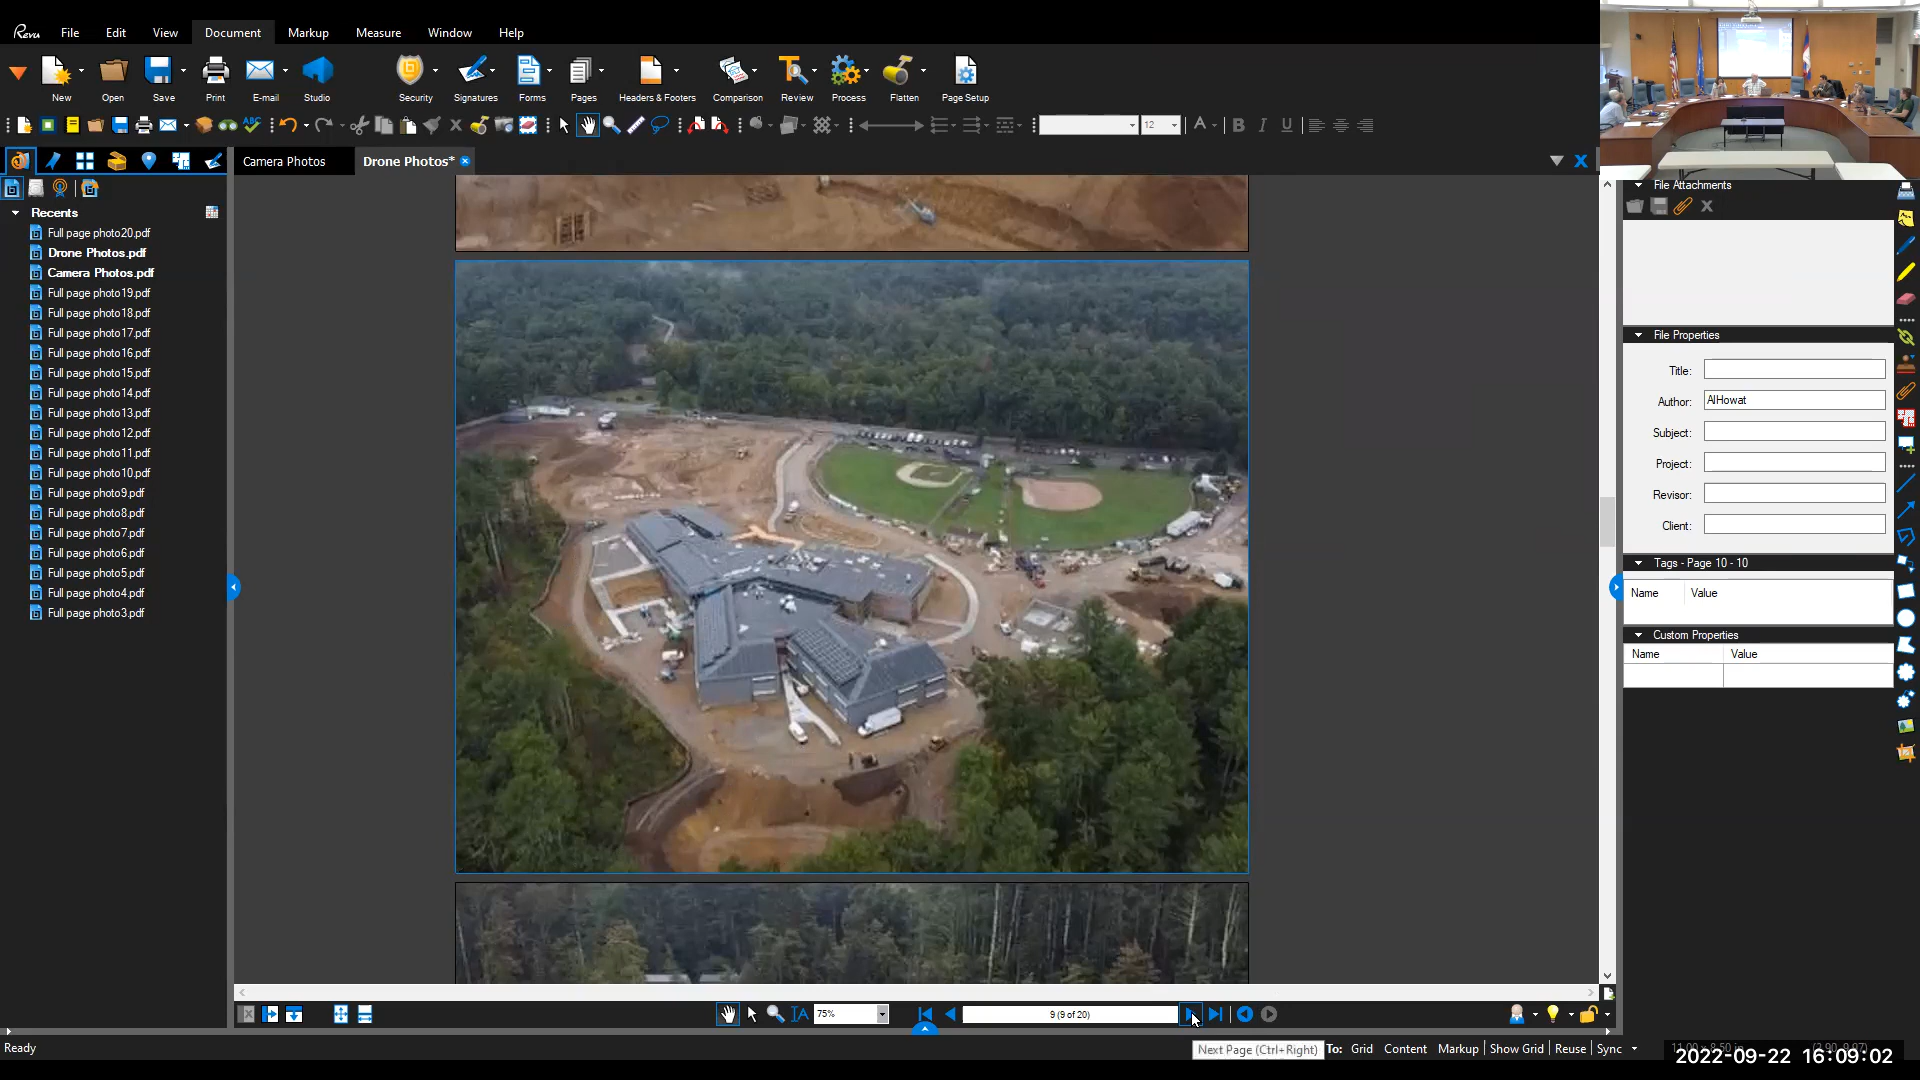 Revu File Edit View Document Markup Measure Window Help
New Open Save Print E-mail Studio Security Signatures Forms Pages Headers & Footers Comparison Review Process Flatten Page Setup
ABC 12 A B I U
Camera Photos Drone Photos*
File Attachments
Recents
Full page photo20.pdf
Drone Photos.pdf
Camera Photos.pdf
Full page photo19.pdf
Full page photo18.pdf
Full page photo17.pdf
Full page photo16.pdf
Full page photo15.pdf
Full page photo14.pdf
Full page photo13.pdf
Full page photo12.pdf
Full page photo11.pdf
Full page photo10.pdf
Full page photo9.pdf
Full page photo8.pdf
Full page photo7.pdf
Full page photo6.pdf
Full page photo5.pdf
Full page photo4.pdf
Full page photo3.pdf
File Properties
Title:
Author: AlHowat
Subject:
Project:
Revisor:
Client:
Tags - Page 10 - 10
Name Value
Custom Properties
Name Value
75% 9 (9 of 20)
Ready
Next Page (Ctrl+Right) To: Grid Content Markup Show Grid Reuse Sync
2022-09-22 16:09:02